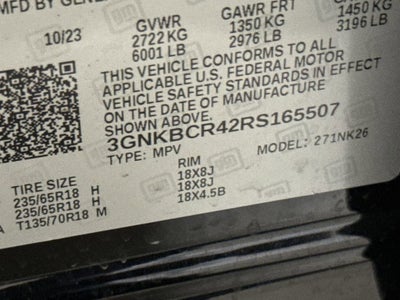 MFD BY GENE
10/23
GVWR
2722 KG
6001 LB
GAWR FRT
1350 KG
2976 LB
1450 KG
3196 LB
THIS VEHICLE CONFORMS TO ALL
APPLICABLE U.S. FEDERAL MOTOR
VEHICLE SAFETY STANDARDS IN EFFECT
ON THE DATE OF MANUFACTURE
SHOWN ABOVE.
3GNKBCR42RS165507
TYPE: MPV
MODEL: 271NK26
TIRE SIZE
RIM
235/65R18 H
18X8J
235/65R18 H
18X8J
T135/70R18 M
18X4.5B